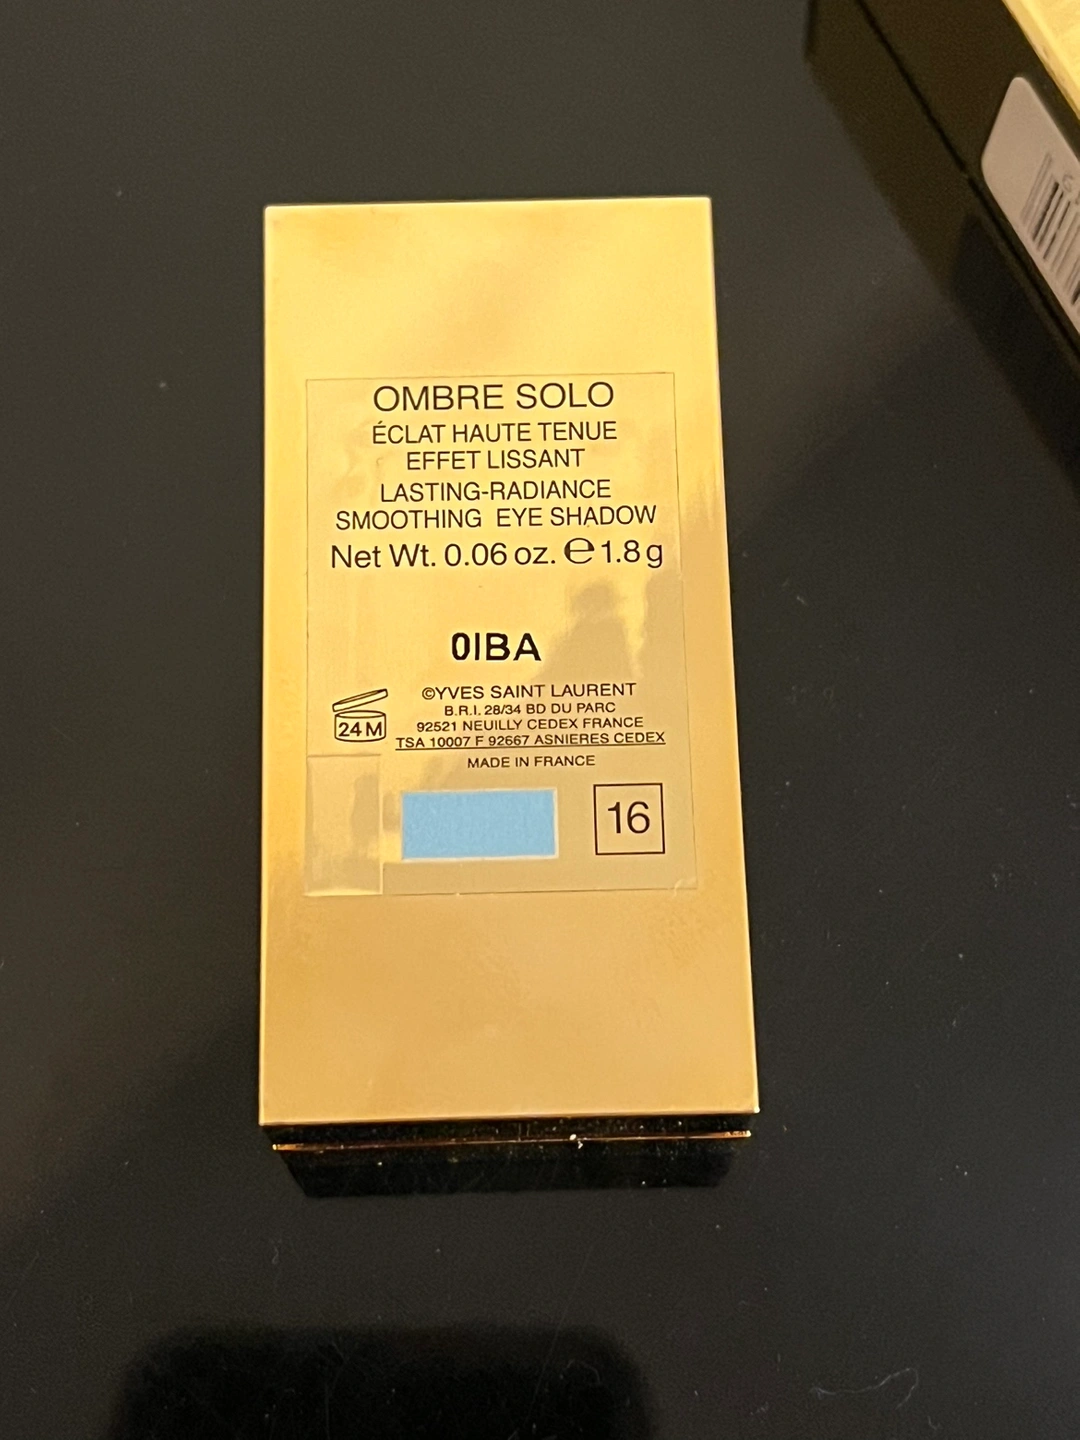 OMBRE SOLO
ÉCLAT HAUTE TENUE
EFFET LISSANT
LASTING-RADIANCE
SMOOTHING EYE SHADOW
Net Wt. 0.06 oz. ℮ 1.8 g
0IBA
24 M
©YVES SAINT LAURENT
B.R.I. 28/34 BD DU PARC
92521 NEUILLY CEDEX FRANCE
TSA 10007 F 92667 ASNIERES CEDEX
MADE IN FRANCE
16